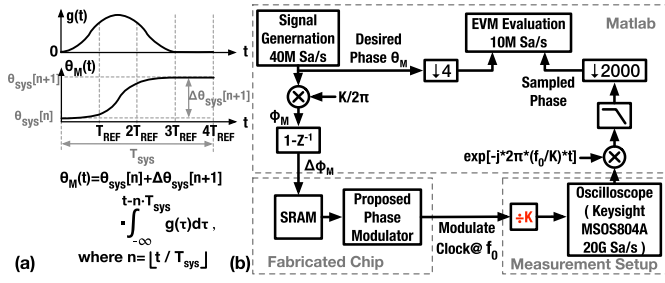 g(t)
0
t
θM(t)
θsys[n+1]
Δθsys[n+1]
θsys[n]
t
TREF 2TREF 3TREF 4TREF
Tsys
θM(t)=θsys[n]+Δθsys[n+1]
t-n·Tsys
·∫ g(τ)dτ ,
-∞
where n=⌊t / Tsys⌋
(a)
Signal
Genernation
40M Sa/s
Desired
Phase θM
EVM Evaluation
10M Sa/s
Matlab
↓4
↓2000
Sampled
Phase
K/2π
ΦM
1-Z-1
ΔΦM
exp[-j*2π*(f0/K)*t]
SRAM
Proposed
Phase
Modulator
Modulate
Clock@ f0
÷K
Oscilloscope
( Keysight
MSOS804A
20G Sa/s )
(b)
Fabricated Chip
Measurement Setup